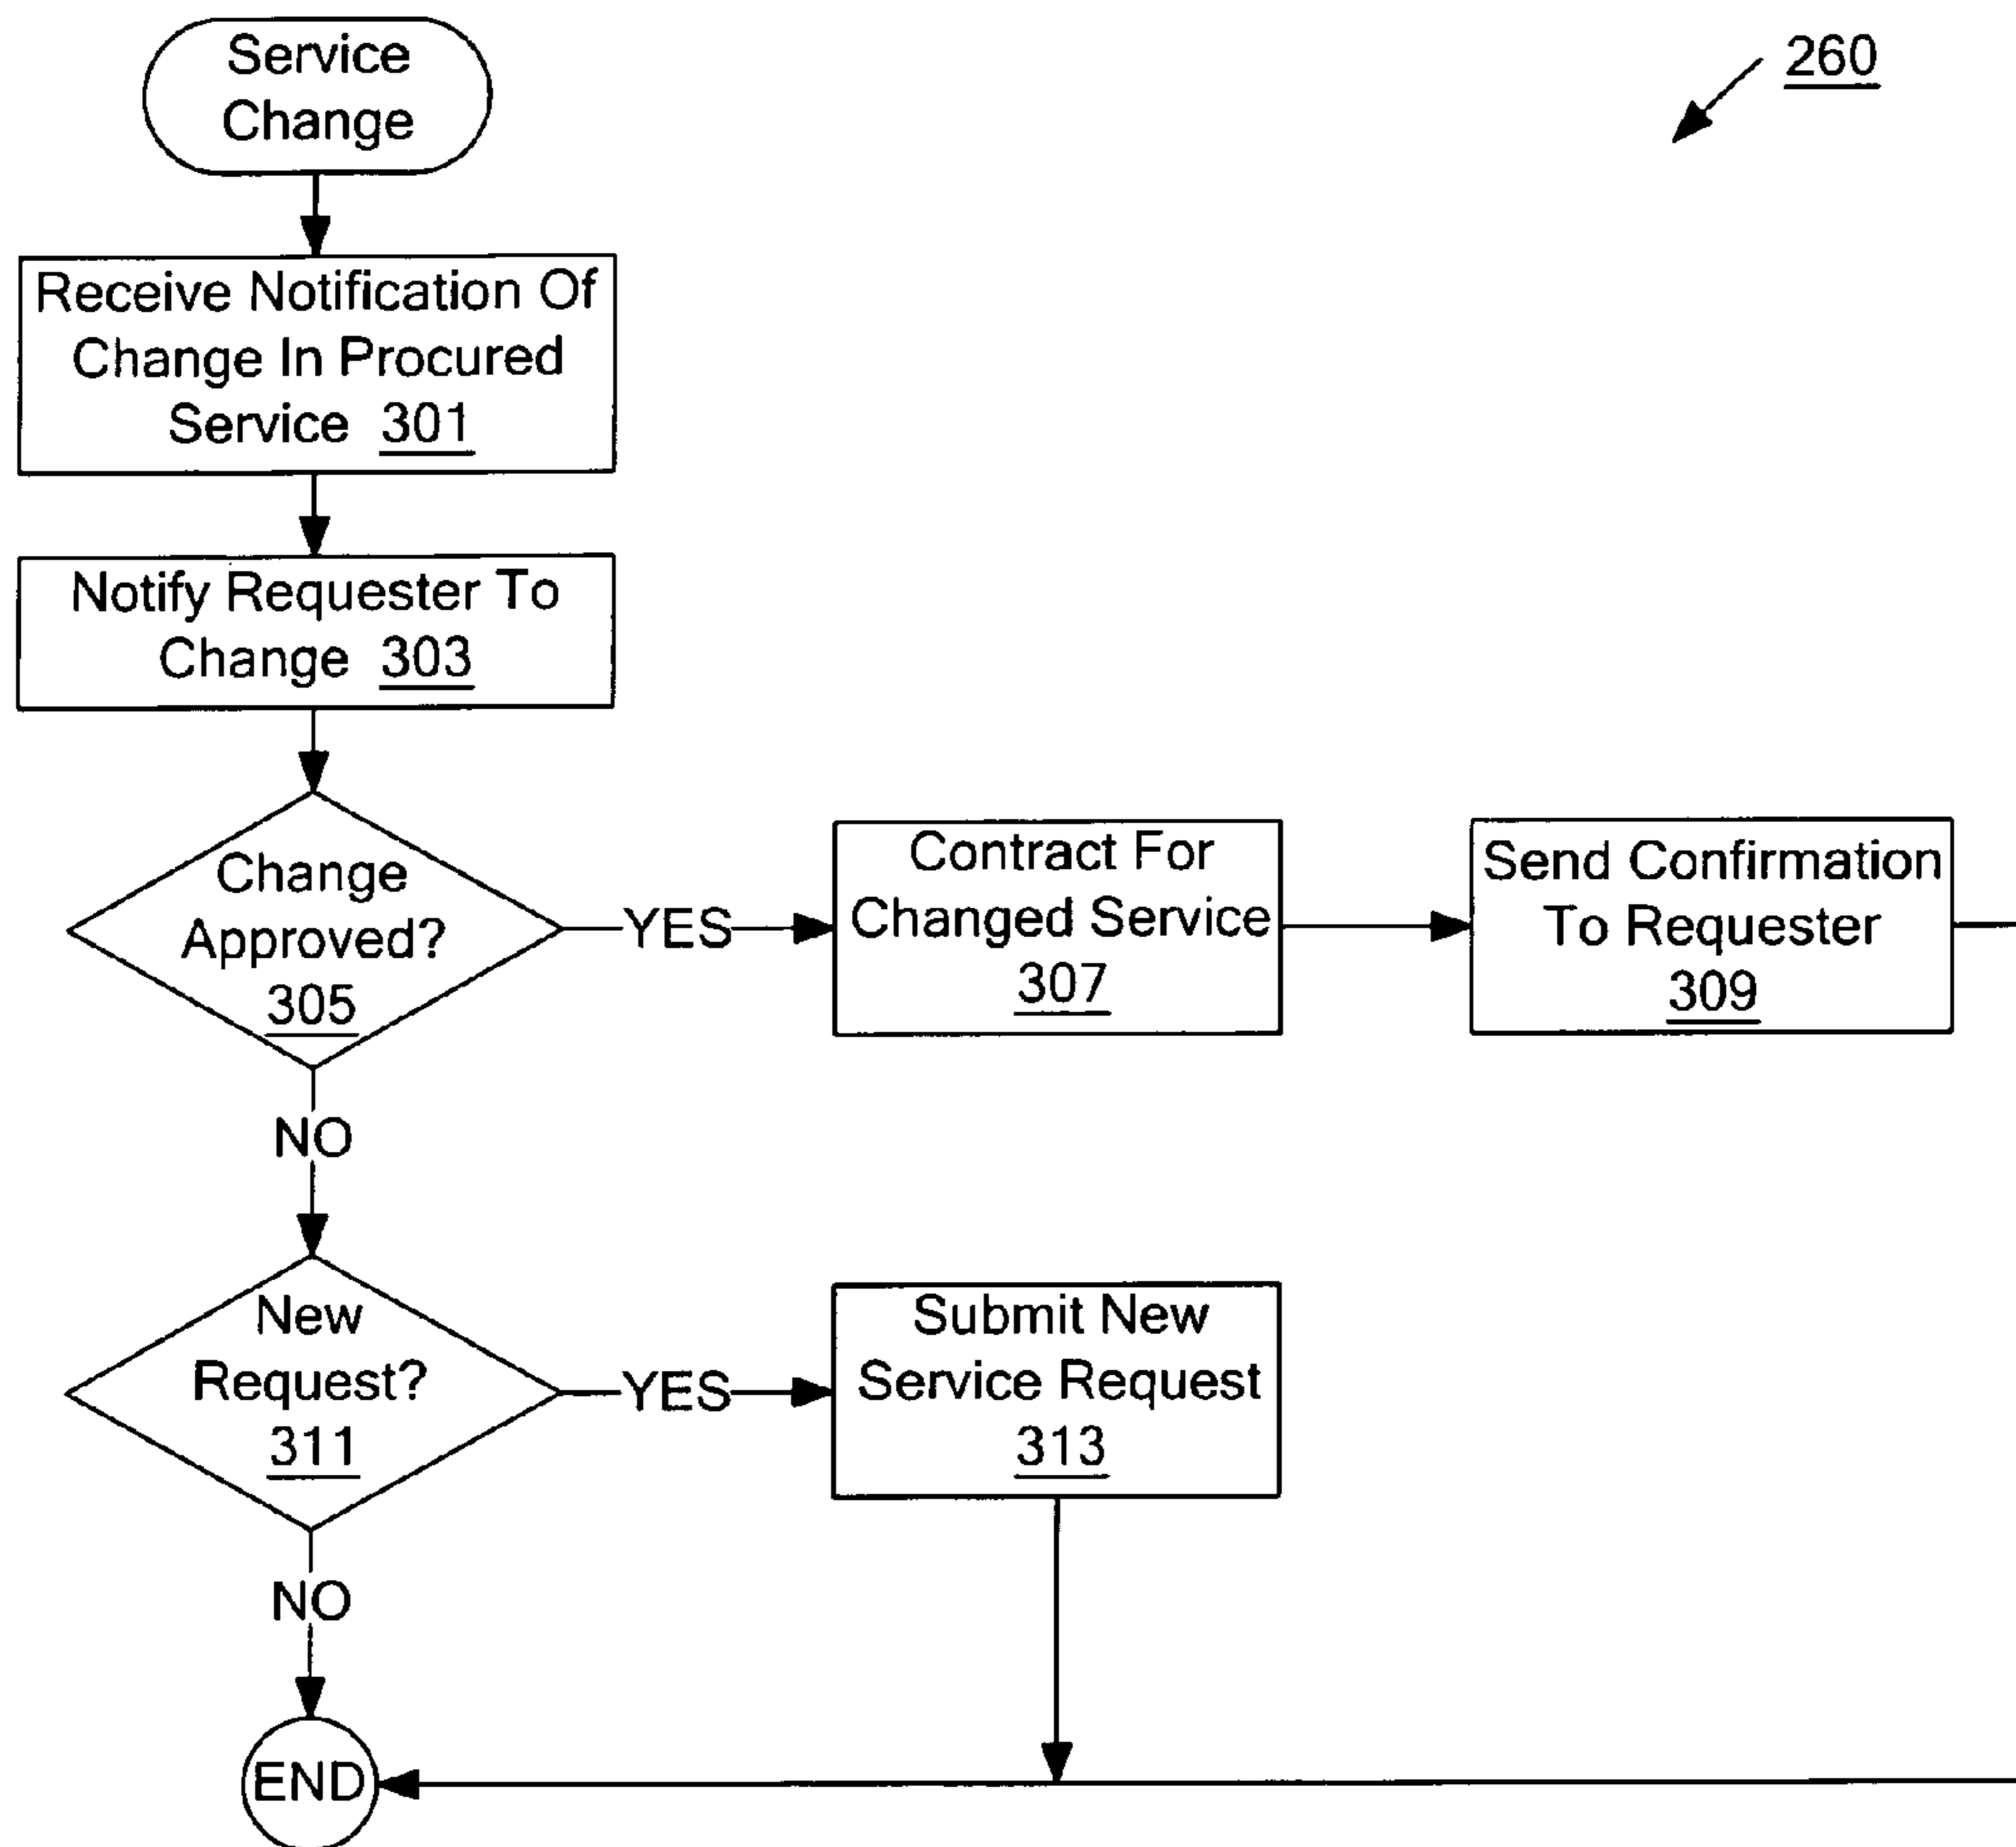 Service
Change
260
Receive Notification Of
Change In Procured
Service 301
Notify Requester To
Change 303
Change
Approved?
305
YES
Contract For
Changed Service
307
Send Confirmation
To Requester
309
NO
New
Request?
311
YES
Submit New
Service Request
313
NO
END